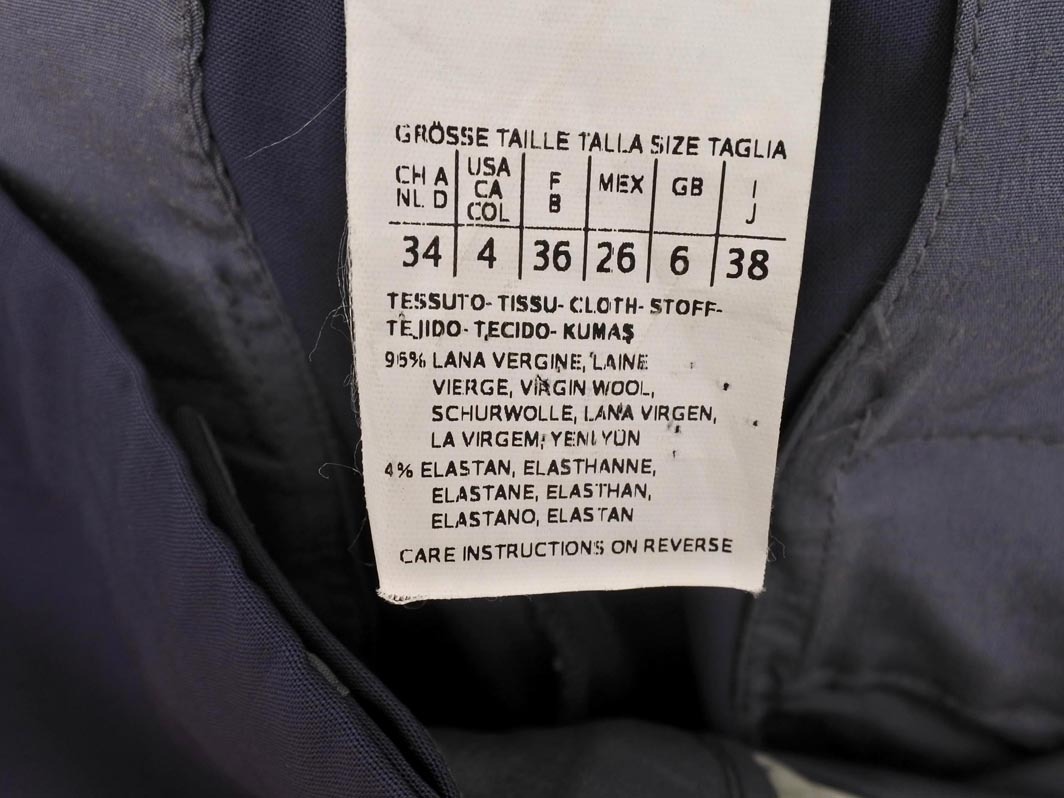 GRÖSSE TAILLE TALLA SIZE TAGLIA
CH A USA F MEX GB I
NL D CA B J
COL
34 4 36 26 6 38
TESSUTO- TISSU- CLOTH- STOFF-
TEJIDO- TECIDO- KUMAŞ
96% LANA VERGINE, LAINE
VIERGE, VIRGIN WOOL,
SCHURWOLLE, LANA VIRGEN,
LA VIRGEM, YENI YÜN
4% ELASTAN, ELASTHANNE,
ELASTANE, ELASTHAN,
ELASTANO, ELASTAN
CARE INSTRUCTIONS ON REVERSE